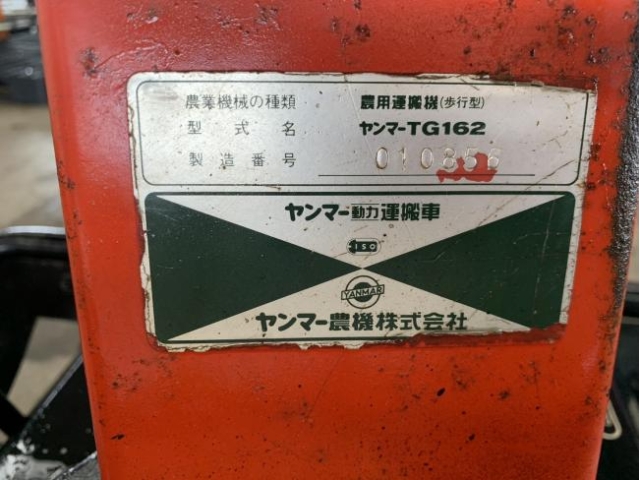 農業機械の種類 農用運搬機(歩行型)
型式名 ヤンマーTG162
製造番号 010856
ヤンマー動力運搬車
ISO
YANMAR
ヤンマー農機株式会社